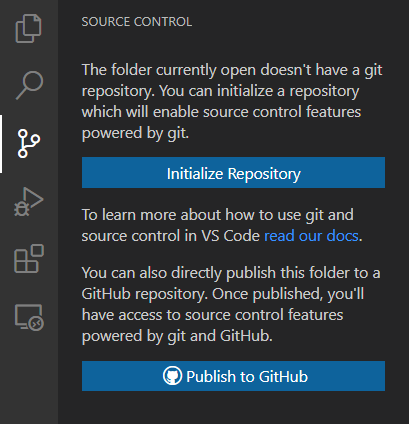 SOURCE CONTROL
The folder currently open doesn't have a git
repository. You can initialize a repository
which will enable source control features
powered by git.
Initialize Repository
To learn more about how to use git and
source control in VS Code read our docs.
You can also directly publish this folder to a
GitHub repository. Once published, you'll
have access to source control features
powered by git and GitHub.
Publish to GitHub